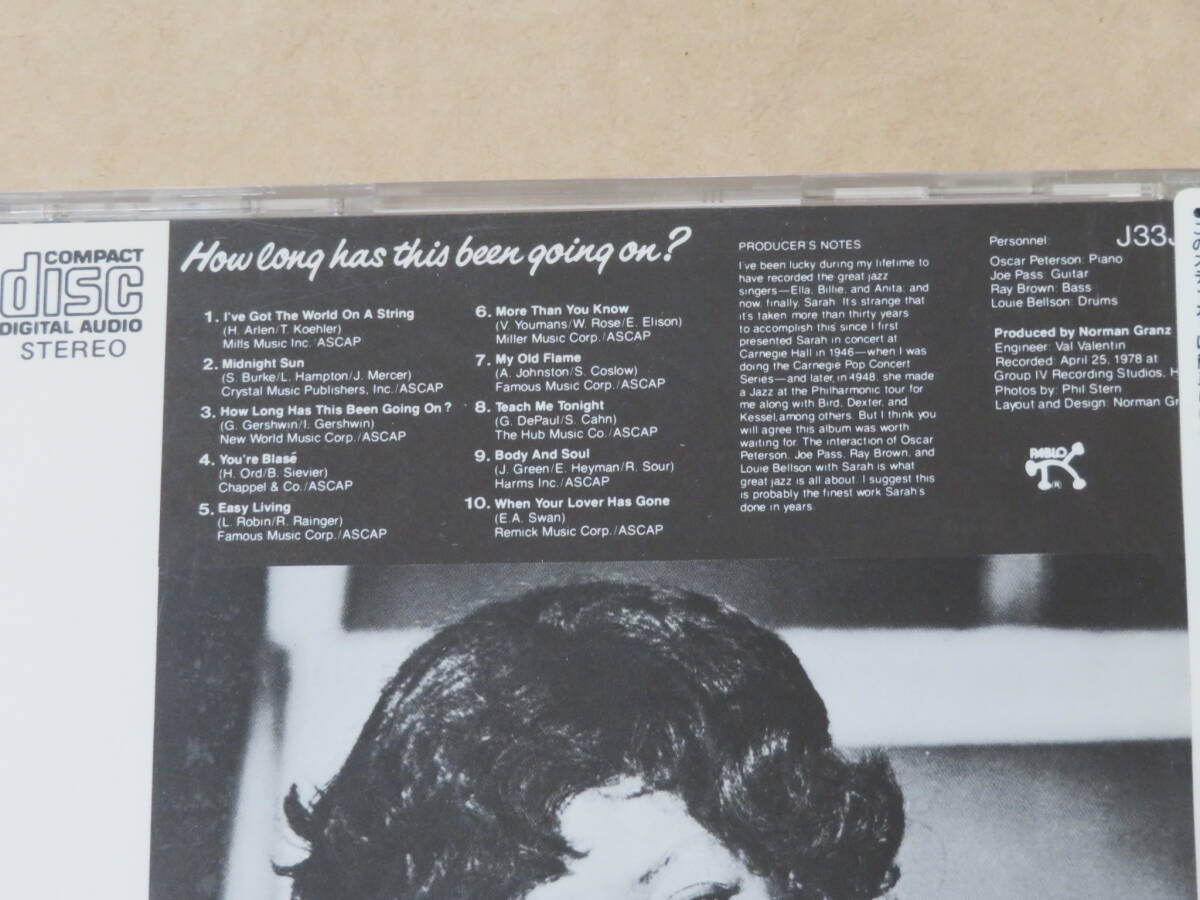 COMPACT
disc
DIGITAL AUDIO
STEREO
How long has this been going on?
1. I've Got The World On A String
(H. Arlen/T. Koehler)
Mills Music Inc./ASCAP
2. Midnight Sun
(S. Burke/L. Hampton/J. Mercer)
Crystal Music Publishers, Inc./ASCAP
3. How Long Has This Been Going On?
(G. Gershwin/I. Gershwin)
New World Music Corp./ASCAP
4. You're Blasé
(H. Ord/B. Sievier)
Chappel & Co./ASCAP
5. Easy Living
(L. Robin/R. Rainger)
Famous Music Corp./ASCAP
6. More Than You Know
(V. Youmans/W. Rose/E. Elison)
Miller Music Corp./ASCAP
7. My Old Flame
(A. Johnston/S. Coslow)
Famous Music Corp./ASCAP
8. Teach Me Tonight
(G. DePaul/S. Cahn)
The Hub Music Co./ASCAP
9. Body And Soul
(J. Green/E. Heyman/R. Sour)
Harms Inc./ASCAP
10. When Your Lover Has Gone
(E.A. Swan)
Remick Music Corp./ASCAP
PRODUCER'S NOTES
I've been lucky during my lifetime to
have recorded the great jazz
singers—Ella, Billie, and Anita, and
now, finally, Sarah. It's strange that
it's taken more than thirty years
to accomplish this since I first
presented Sarah in concert at
Carnegie Hall in 1946—when I was
doing the Carnegie Pop Concert
Series—and later, in 1948, she made
a Jazz at the Philharmonic tour for
me along with Bird, Dexter, and
Kessel, among others. But I think you
will agree this album was worth
waiting for. The interaction of Oscar
Peterson, Joe Pass, Ray Brown, and
Louie Bellson with Sarah is what
great jazz is all about. I suggest this
is probably the finest work Sarah's
done in years.
Personnel:
J33J
Oscar Peterson: Piano
Joe Pass: Guitar
Ray Brown: Bass
Louie Bellson: Drums
Produced by Norman Granz
Engineer: Val Valentin
Recorded: April 25, 1978 at
Group IV Recording Studios, H
Photos by: Phil Stern
Layout and Design: Norman Gr
PABLO
®